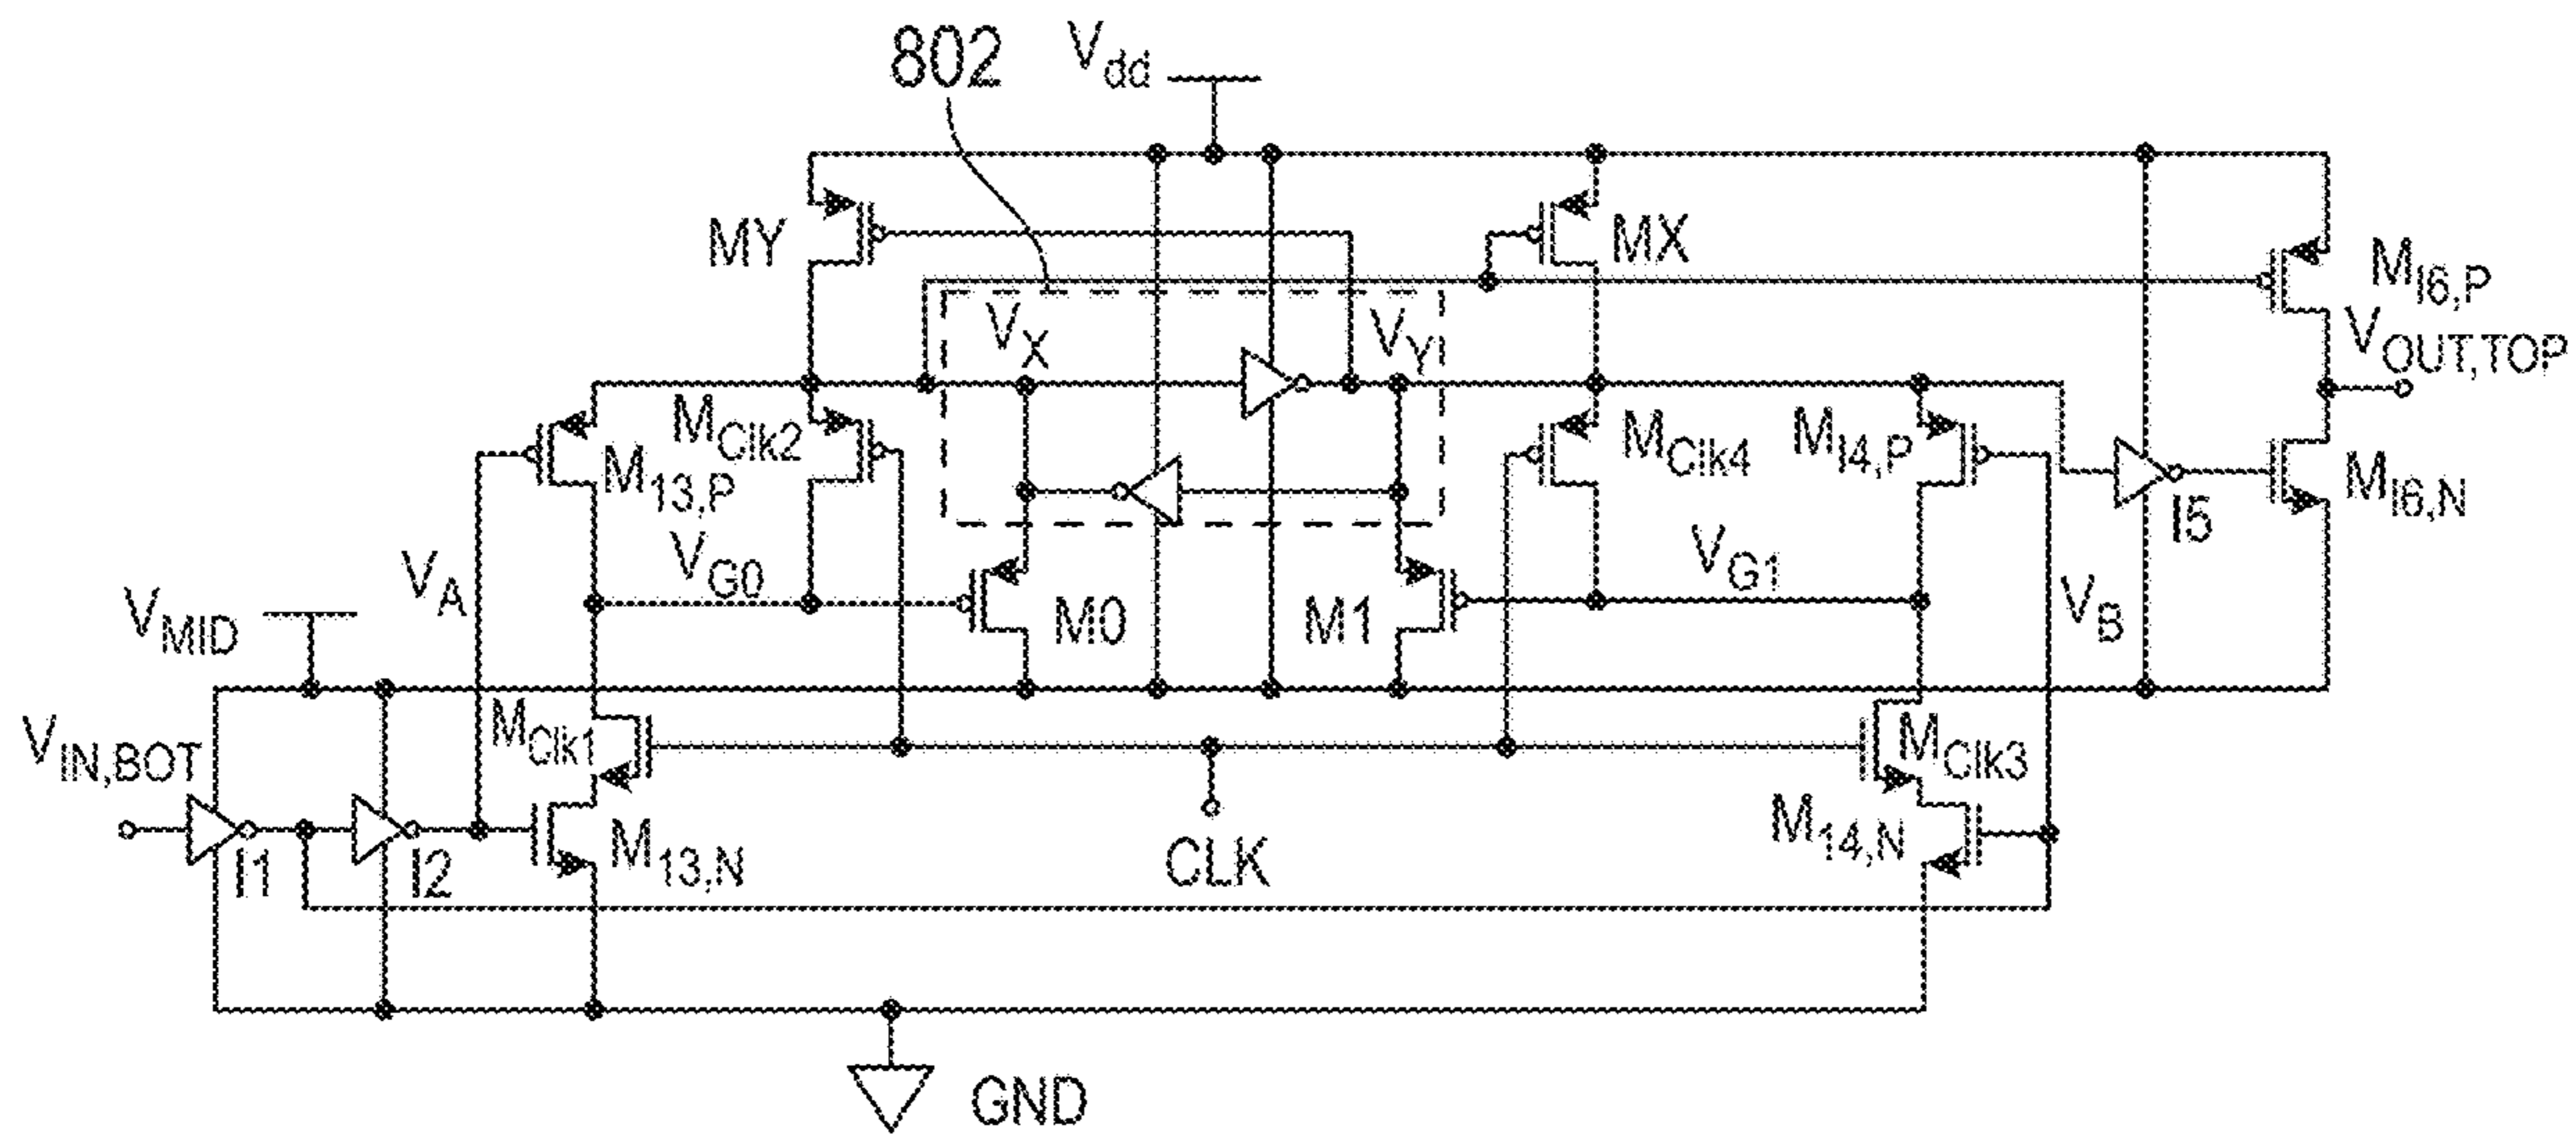 802
Vdd
MY
MX
MI6,P
VX
VY
VOUT,TOP
MClk2
M13,P
MClk4
MI4,P
MI6,N
I5
VG0
VG1
VA
VB
VMID
M0
M1
MClk1
MClk3
VIN,BOT
I1
I2
M13,N
CLK
M14,N
GND